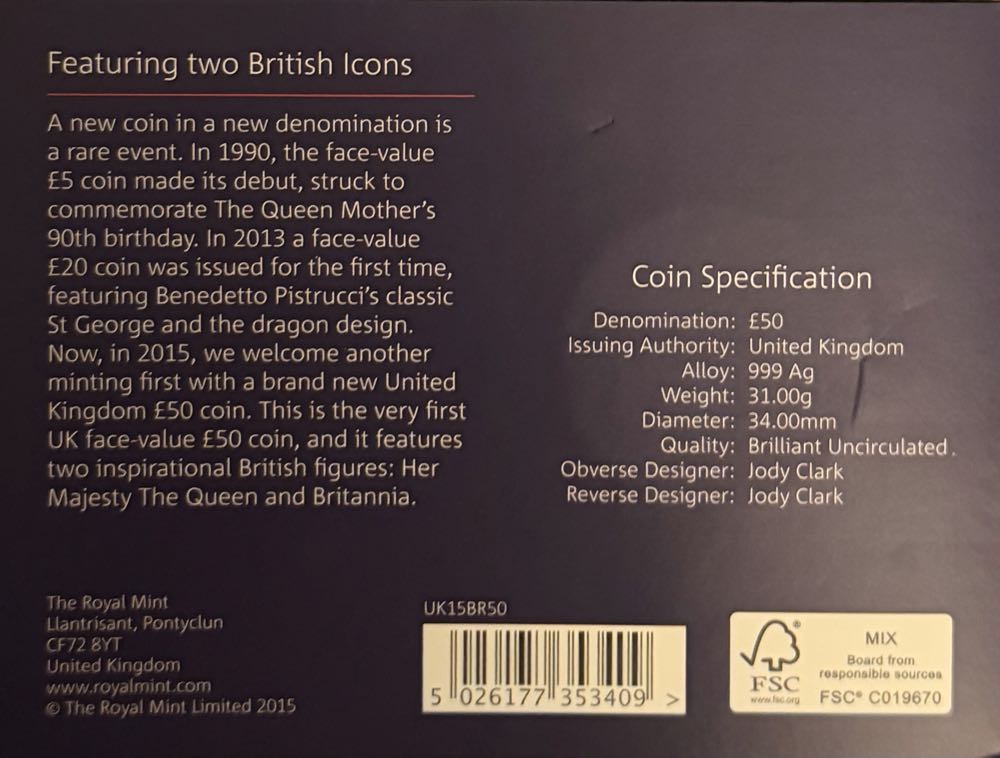 Featuring two British Icons
A new coin in a new denomination is
a rare event. In 1990, the face-value
£5 coin made its debut, struck to
commemorate The Queen Mother's
90th birthday. In 2013 a face-value
£20 coin was issued for the first time,
featuring Benedetto Pistrucci's classic
St George and the dragon design.
Now, in 2015, we welcome another
minting first with a brand new United
Kingdom £50 coin. This is the very first
UK face-value £50 coin, and it features
two inspirational British figures: Her
Majesty The Queen and Britannia.
Coin Specification
Denomination: £50
Issuing Authority: United Kingdom
Alloy: 999 Ag
Weight: 31.00g
Diameter: 34.00mm
Quality: Brilliant Uncirculated.
Obverse Designer: Jody Clark
Reverse Designer: Jody Clark
The Royal Mint
Llantrisant, Pontyclun
CF72 8YT
United Kingdom
www.royalmint.com
© The Royal Mint Limited 2015
UK15BR50
5 026177 353409 >
FSC
www.fsc.org
MIX
Board from
responsible sources
FSC® C019670